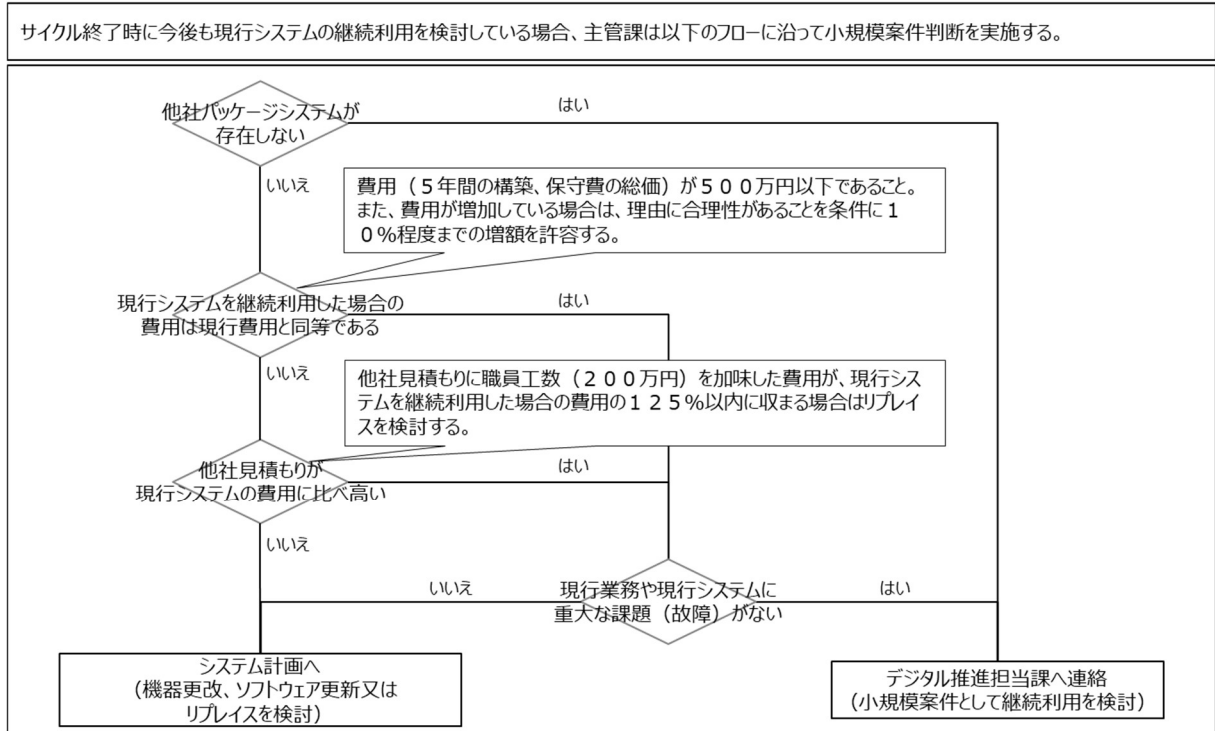 サイクル終了時に今後も現行システムの継続利用を検討している場合、主管課は以下のフローに沿って小規模案件判断を実施する。
他社パッケージシステムが
存在しない
はい
いいえ
費用（５年間の構築、保守費の総価）が５００万円以下であること。
また、費用が増加している場合は、理由に合理性があることを条件に１
０％程度までの増額を許容する。
現行システムを継続利用した場合の
費用は現行費用と同等である
はい
いいえ
他社見積もりに職員工数（２００万円）を加味した費用が、現行シス
テムを継続利用した場合の費用の１２５％以内に収まる場合はリプレイ
スを検討する。
他社見積もりが
現行システムの費用に比べ高い
はい
いいえ
いいえ
現行業務や現行システムに
重大な課題（故障）がない
はい
システム計画へ
（機器更改、ソフトウェア更新又は
リプレイスを検討）
デジタル推進担当課へ連絡
（小規模案件として継続利用を検討）